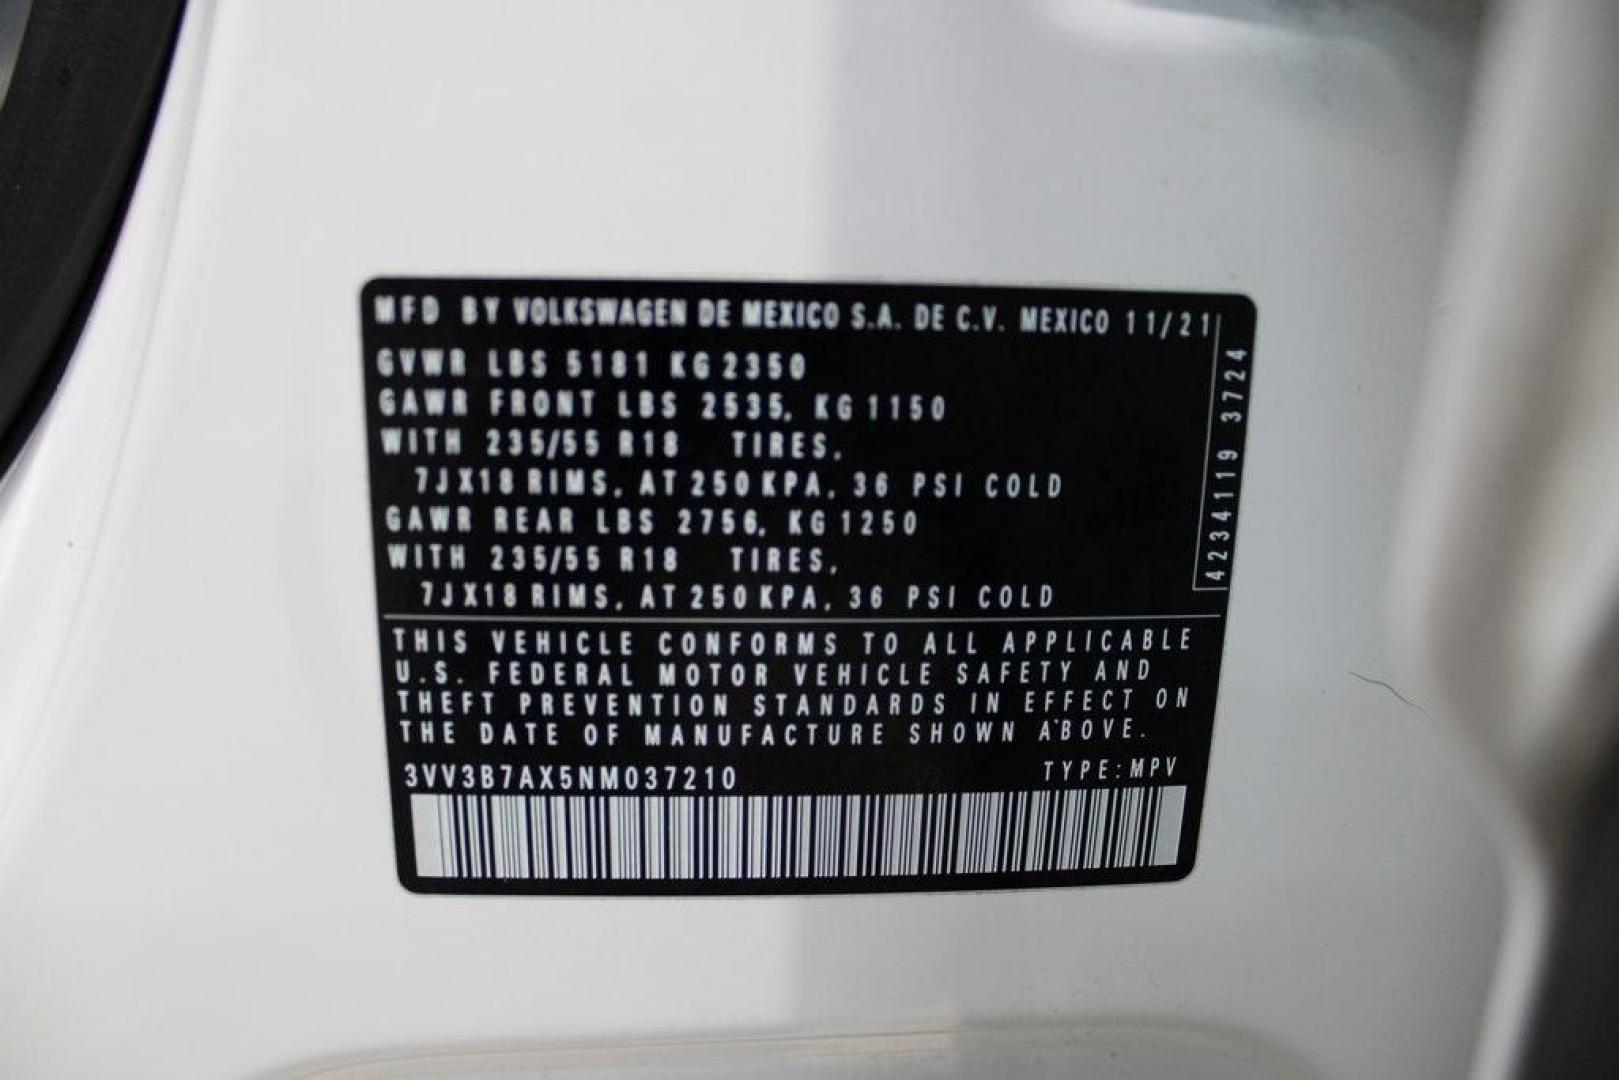 MFD BY VOLKSWAGEN DE MEXICO S.A. DE C.V. MEXICO 11/21
GVWR LBS 5181 KG 2350
GAWR FRONT LBS 2535, KG 1150
WITH 235/55 R18 TIRES,
7JX18 RIMS, AT 250 KPA, 36 PSI COLD
GAWR REAR LBS 2756, KG 1250
WITH 235/55 R18 TIRES,
7JX18 RIMS, AT 250 KPA, 36 PSI COLD
4234119 3724
THIS VEHICLE CONFORMS TO ALL APPLICABLE
U.S. FEDERAL MOTOR VEHICLE SAFETY AND
THEFT PREVENTION STANDARDS IN EFFECT ON
THE DATE OF MANUFACTURE SHOWN ABOVE.
3VV3B7AX5NM037210 TYPE: MPV